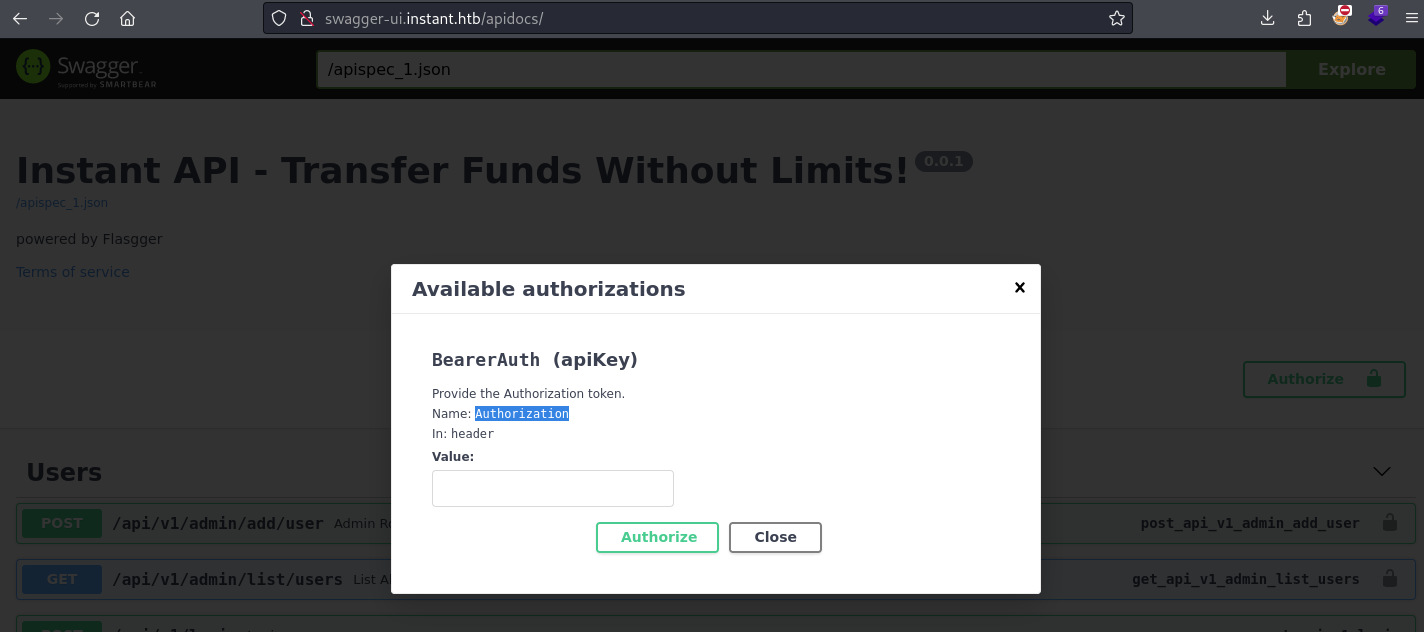 swagger-ui.instant.htb/apidocs/
6
Swagger.
Supported by SMARTBEAR
/apispec_1.json
Explore
Instant API - Transfer Funds Without Limits! 0.0.1
/apispec_1.json
powered by Flasgger
Terms of service
Available authorizations
BearerAuth (apiKey)
Provide the Authorization token.
Name: Authorization
In: header
Value:
Authorize Close
Authorize
Users
POST /api/v1/admin/add/user Admin post_api_v1_admin_add_user
GET /api/v1/admin/list/users List get_api_v1_admin_list_users